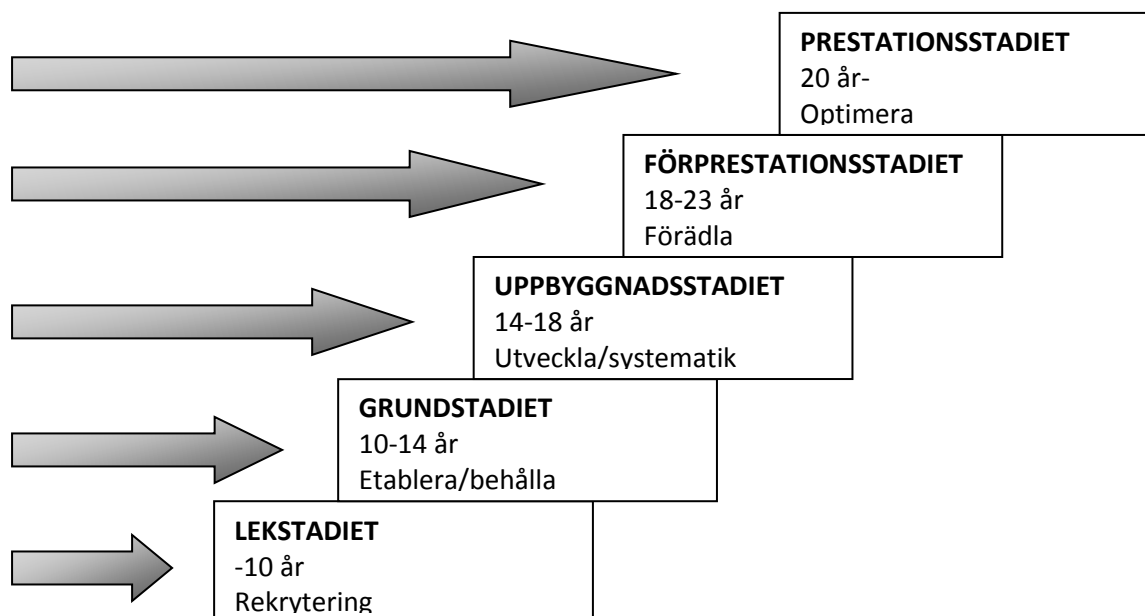 PRESTATIONSSTADIET
20 år-
Optimera
FÖRPRESTATIONSSTADIET
18-23 år
Förädla
UPPBYGGNADSSTADIET
14-18 år
Utveckla/systematik
GRUNDSTADIET
10-14 år
Etablera/behålla
LEKSTADIET
-10 år
Rekrytering